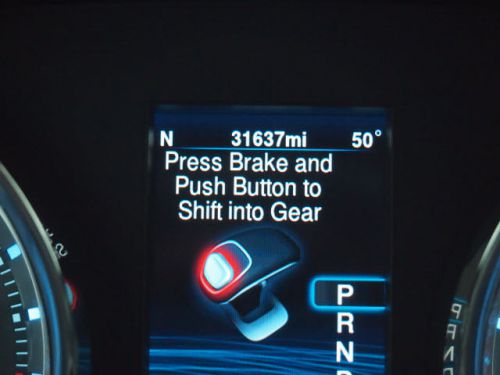 N 31637mi 50°
Press Brake and
Push Button to
Shift into Gear
P
R
N